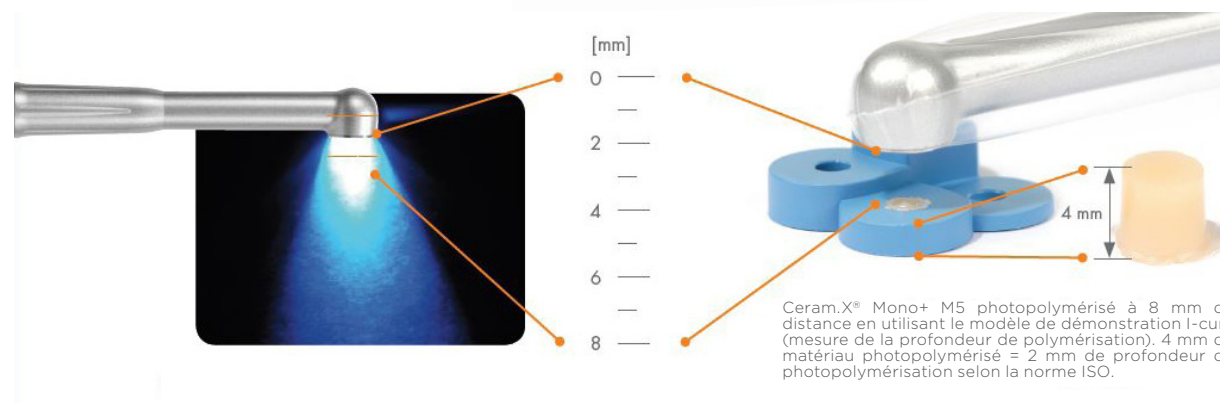 [mm]
0
2
4
6
8
4 mm
Ceram.X® Mono+ M5 photopolymérisé à 8 mm
distance en utilisant le modèle de démonstration
(mesure de la profondeur de polymérisation). 4 mm
matériau photopolymérisé = 2 mm de profondeur
photopolymérisation selon la norme ISO.